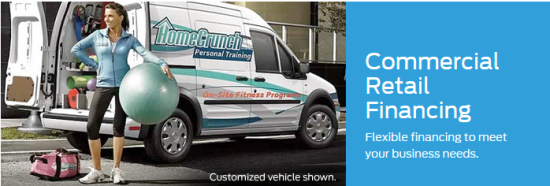 HomeCrunch
Personal Training
On-Site Fitness Program
Customized vehicle shown.
Commercial
Retail
Financing
Flexible financing to meet
your business needs.